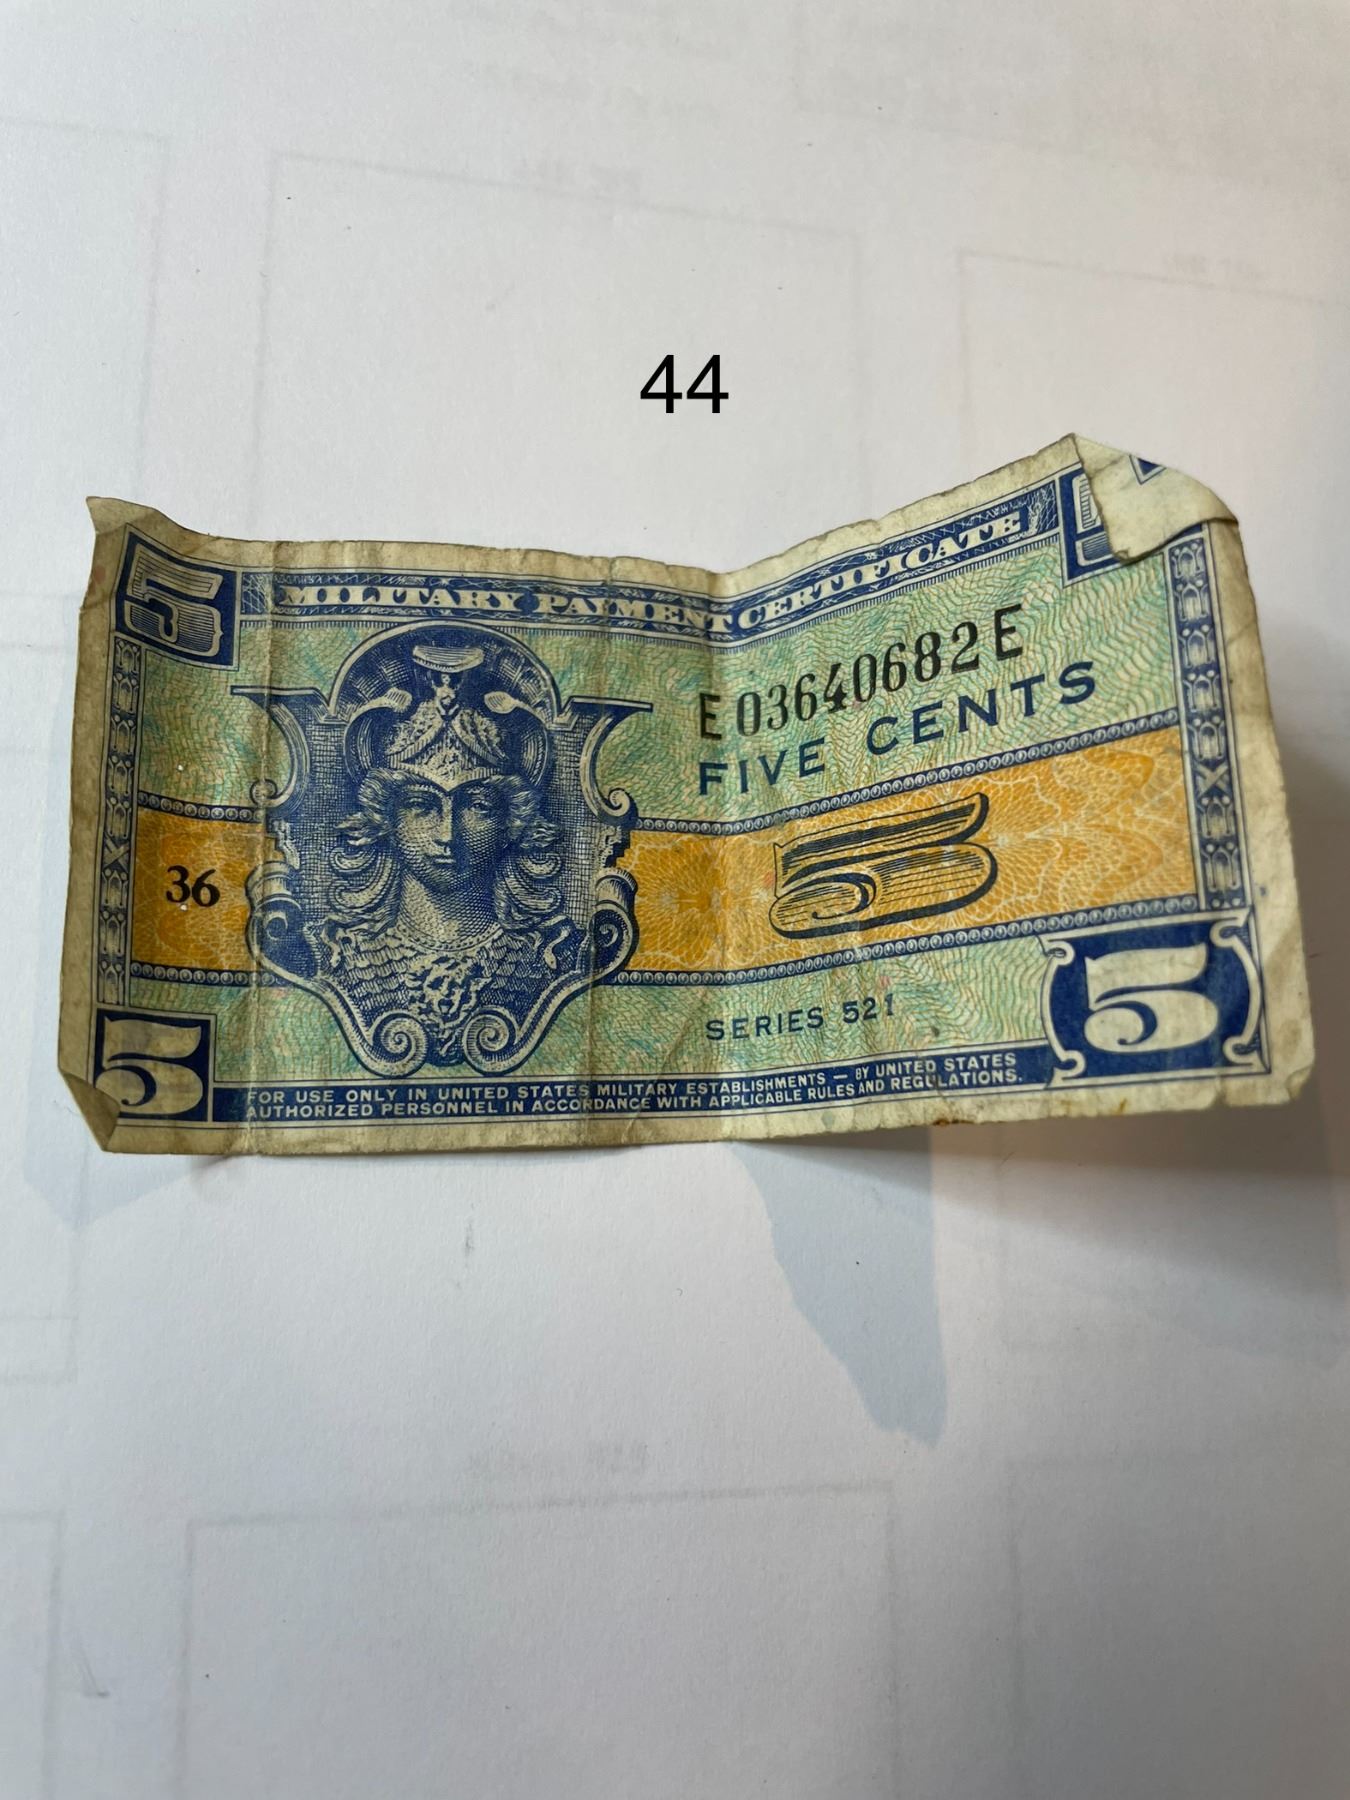 44
5
MILITARY PAYMENT CERTIFICATE
E03640682E
FIVE CENTS
36
5
SERIES 521
5
5
FOR USE ONLY IN UNITED STATES MILITARY ESTABLISHMENTS — BY UNITED STATES
AUTHORIZED PERSONNEL IN ACCORDANCE WITH APPLICABLE RULES AND REGULATIONS.